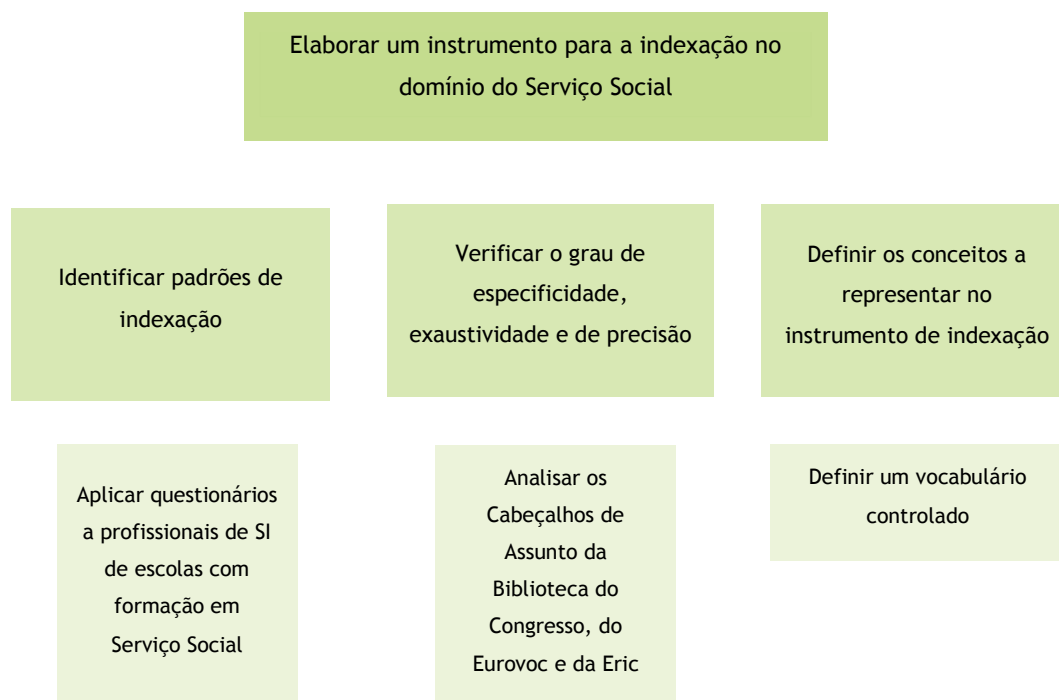 Elaborar um instrumento para a indexação no
domínio do Serviço Social
Identificar padrões de
indexação
Verificar o grau de
especificidade,
exaustividade e de precisão
Definir os conceitos a
representar no
instrumento de indexação
Aplicar questionários
a profissionais de SI
de escolas com
formação em
Serviço Social
Analisar os
Cabeçalhos de
Assunto da
Biblioteca do
Congresso, do
Eurovoc e da Eric
Definir um vocabulário
controlado